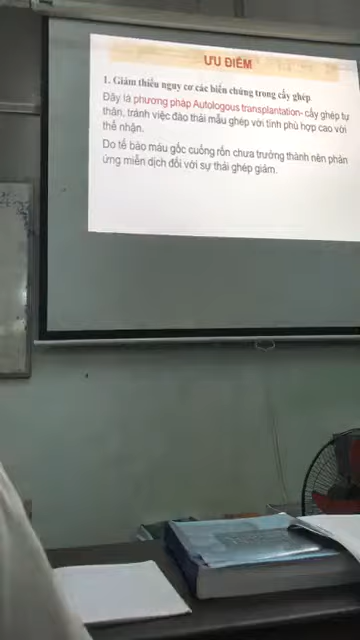 ƯU ĐIỂM
1. Giảm thiểu nguy cơ các biến chứng trong cấy ghép.
Đây là phương pháp Autologous transplantation- cấy ghép tự
thân, tránh việc đào thải mẫu ghép với tính phù hợp cao với
thể nhận.
Do tế bào máu gốc cuống rốn chưa trưởng thành nên phản
ứng miễn dịch đối với sự thải ghép giảm.